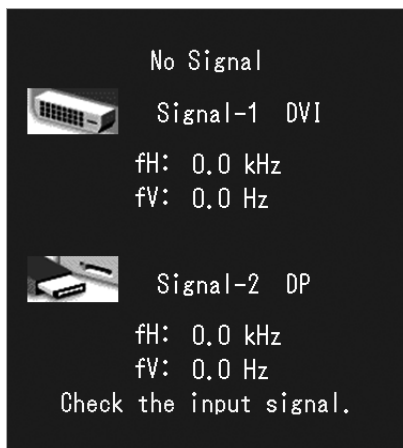 No Signal
Signal-1 DVI
fH: 0.0 kHz
fV: 0.0 Hz
Signal-2 DP
fH: 0.0 kHz
fV: 0.0 Hz
Check the input signal.